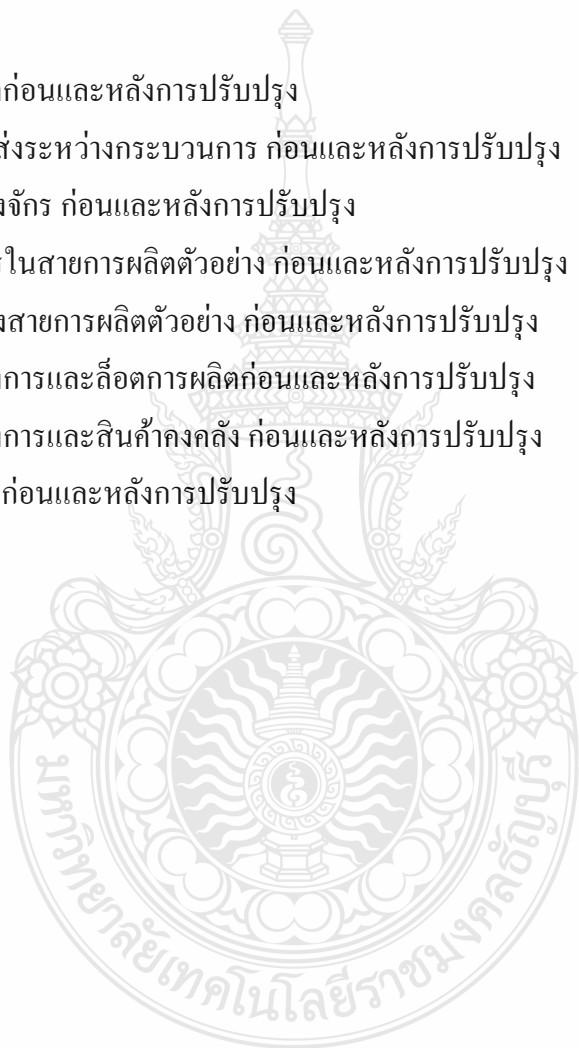 ก่อนและหลังการปรับปรุง
ส่งระหว่างกระบวนการ ก่อนและหลังการปรับปรุง
งจักร ก่อนและหลังการปรับปรุง
ในสายการผลิตตัวอย่าง ก่อนและหลังการปรับปรุง
งสายการผลิตตัวอย่าง ก่อนและหลังการปรับปรุง
งการและล็อตการผลิตก่อนและหลังการปรับปรุง
งการและสินค้าคงคลัง ก่อนและหลังการปรับปรุง
ก่อนและหลังการปรับปรุง
มหาวิทยาลัยเทคโนโลยีราชมงคลธัญบุรี